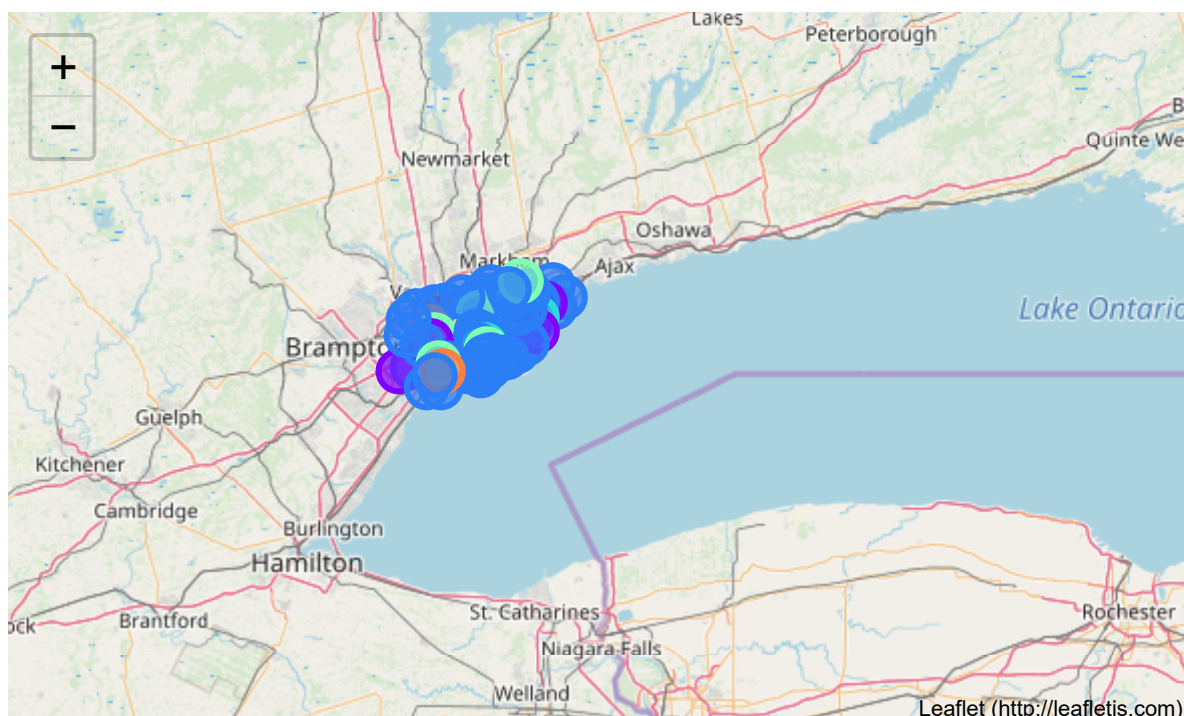 Lakes
Peterborough
+
−
B
Quinte We
Newmarket
Oshawa
Markham
Ajax
V
Lake Ontario
Brampto
Guelph
Kitchener
Cambridge
Burlington
Hamilton
ock
Brantford
St. Catharines
Rochester
Niagara Falls
Welland
Leaflet (http://leafletjs.com)